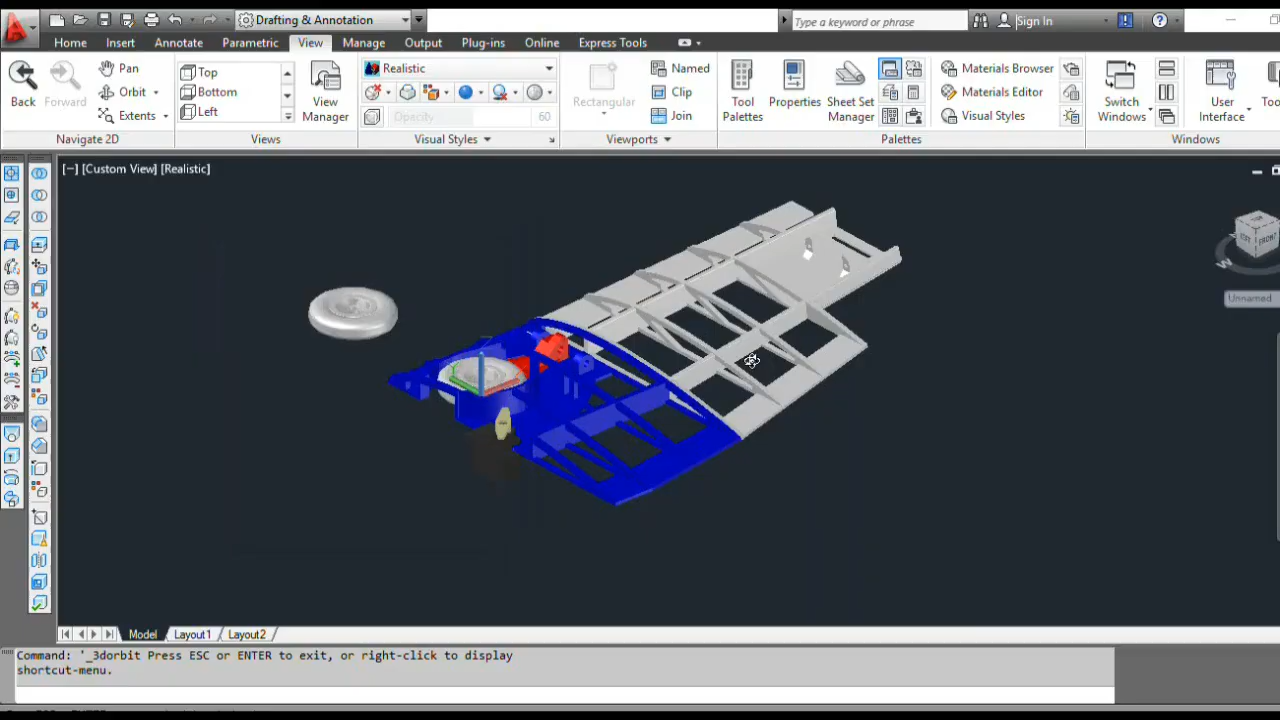 Drafting & Annotation
Type a keyword or phrase
Sign In
Home Insert Annotate Parametric View Manage Output Plug-ins Online Express Tools
Back
Forward
Pan
Orbit
Extents
Navigate 2D
Top
Bottom
Left
View
Manager
Views
Realistic
Opacity 60
Visual Styles
Rectangular
Named
Clip
Join
Viewports
Tool
Palettes
Properties
Sheet Set
Manager
Materials Browser
Materials Editor
Visual Styles
Palettes
Switch
Windows
User
Interface
Windows
[−] [Custom View] [Realistic]
FRONT
Unnamed
Model Layout1 Layout2
Command: '_3dorbit Press ESC or ENTER to exit, or right-click to display
shortcut-menu.